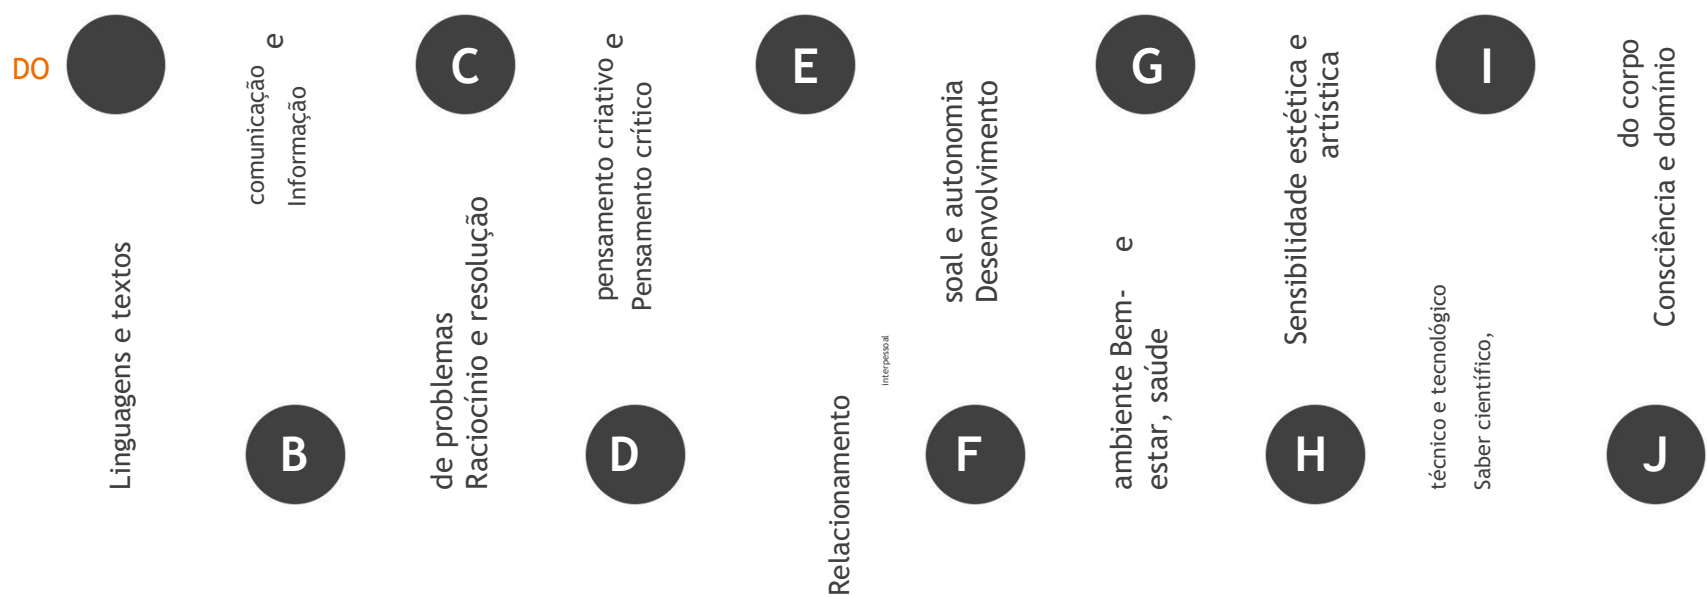 DO
Linguagens e textos
comunicação e
Informação
B
C
de problemas
Raciocínio e resolução
pensamento criativo e
Pensamento crítico
D
E
Relacionamento
interpessoal
soal e autonomia
Desenvolvimento
F
G
ambiente Bem- e
estar, saúde
Sensibilidade estética e
artística
H
I
técnico e tecnológico
Saber científico,
do corpo
Consciência e domínio
J